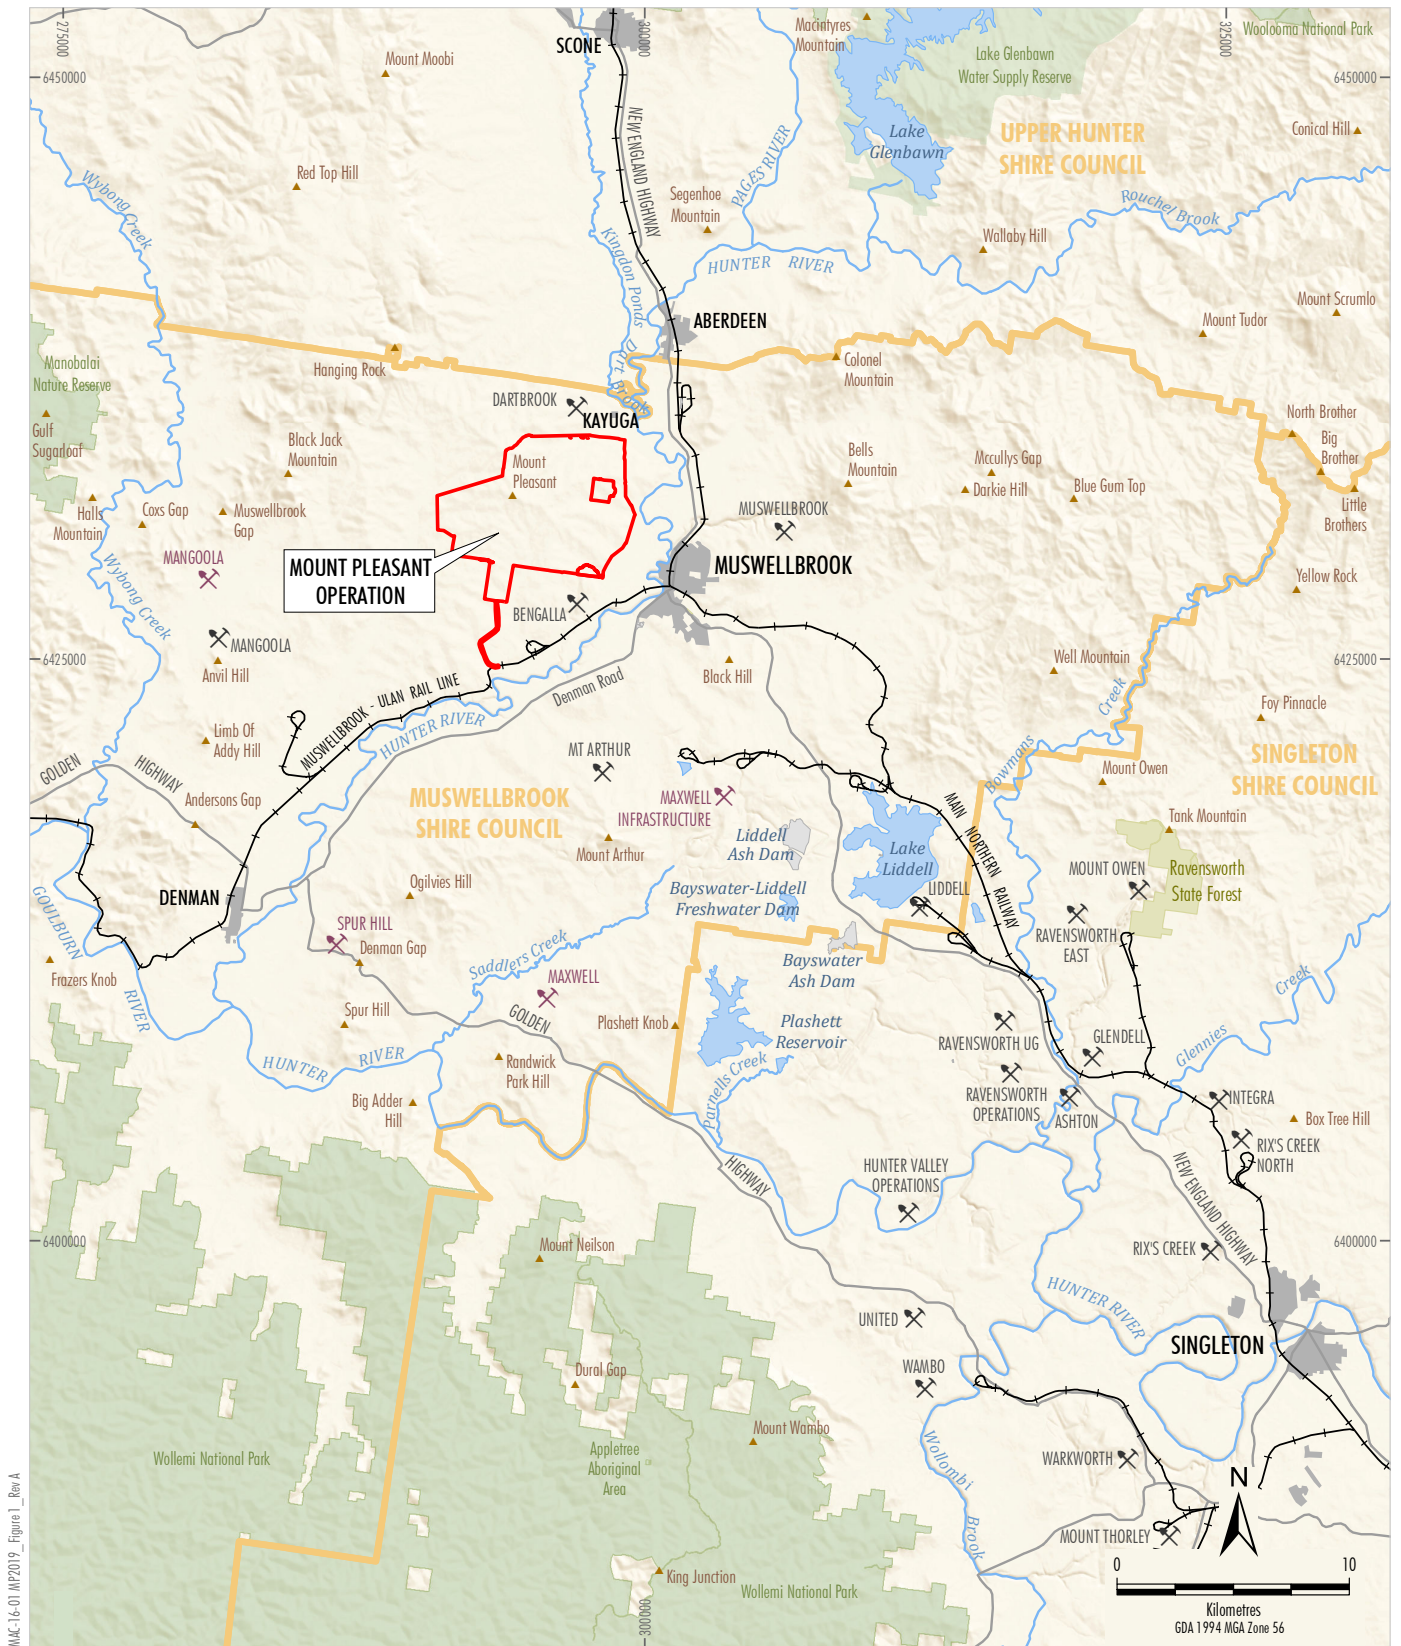 275000
300000
325000
SCONE
Macintyres
Mountain
Woolooma National Park
Lake Glenbawn
Water Supply Reserve
Mount Moobi
6450000
6450000
NEW ENGLAND HIGHWAY
Lake
Glenbawn
UPPER HUNTER
SHIRE COUNCIL
Conical Hill
Red Top Hill
Wybong Creek
PAGES RIVER
Segenhoe
Mountain
Rouchel Brook
Wallaby Hill
Kingdon Ponds
HUNTER RIVER
Mount Scrumlo
Mount Tudor
ABERDEEN
Manobalai
Nature Reserve
Hanging Rock
Dart Brook
Colonel
Mountain
DARTBROOK
KAYUGA
Gulf
Sugarloaf
Black Jack
Mountain
Mount
Pleasant
Bells
Mountain
Mccullys Gap
Darkie Hill
Blue Gum Top
North Brother
Big
Brother
Little
Brothers
Halls
Mountain
Coxs Gap
Muswellbrook
Gap
MUSWELLBROOK
MANGOOLA
MOUNT PLEASANT
OPERATION
MUSWELLBROOK
Yellow Rock
Wybong Creek
BENGALLA
MANGOOLA
Anvil Hill
6425000
6425000
Black Hill
Well Mountain
Denman Road
MUSWELLBROOK - ULAN RAIL LINE
HUNTER RIVER
Creek
Foy Pinnacle
Limb Of
Addy Hill
GOLDEN
HIGHWAY
MT ARTHUR
Bowmans
SINGLETON
SHIRE COUNCIL
Mount Owen
Andersons Gap
MUSWELLBROOK
SHIRE COUNCIL
MAXWELL
INFRASTRUCTURE
MAIN NORTHERN RAILWAY
Tank Mountain
Mount Arthur
Liddell
Ash Dam
Lake
Liddell
MOUNT OWEN
Ravensworth
State Forest
Ogilvies Hill
Bayswater-Liddell
Freshwater Dam
LIDDELL
DENMAN
GOULBURN
RIVER
SPUR HILL
Denman Gap
RAVENSWORTH
EAST
Saddlers Creek
Frazers Knob
MAXWELL
Bayswater
Ash Dam
Creek
Spur Hill
GOLDEN
Plashett Knob
Plashett
Reservoir
RAVENSWORTH UG
GLENDELL
Glennies
HUNTER RIVER
Randwick
Park Hill
Parnells Creek
RAVENSWORTH
OPERATIONS
ASHTON
INTEGRA
Big Adder
Hill
Box Tree Hill
RIX'S CREEK
NORTH
HIGHWAY
HUNTER VALLEY
OPERATIONS
NEW ENGLAND HIGHWAY
6400000
6400000
Mount Neilson
RIX'S CREEK
HUNTER RIVER
UNITED
SINGLETON
WAMBO
Dural Gap
Mount Wambo
Wollemi National Park
Appletree
Aboriginal
Area
Wollombi
Brook
WARKWORTH
N
MOUNT THORLEY
King Junction
Wollemi National Park
0
10
Kilometres
GDA 1994 MGA Zone 56
300000
MAC-16-01 MP2019_Figure1_Rev A